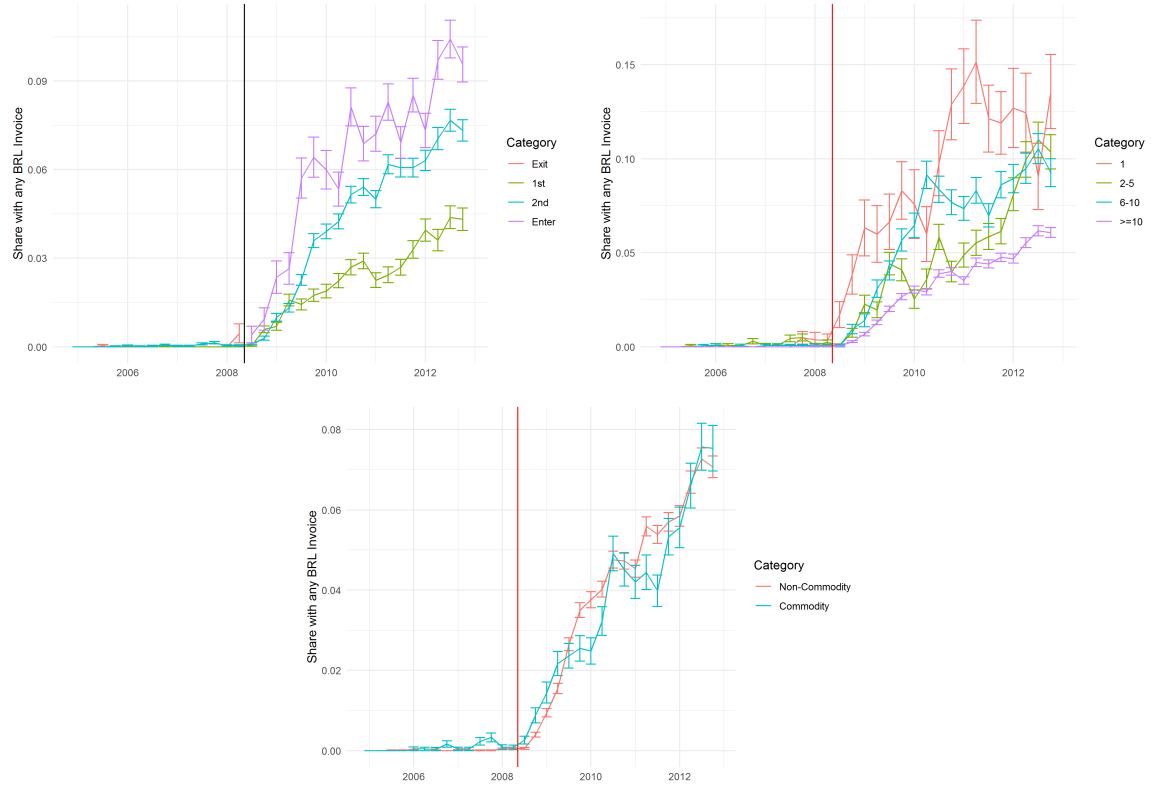 Share with any BRL Invoice
0.09
0.06
0.03
0.00
2006
2008
2010
2012
Category
Exit
1st
2nd
Enter
Share with any BRL Invoice
0.15
0.10
0.05
0.00
2006
2008
2010
2012
Category
1
2-5
6-10
>=10
Share with any BRL Invoice
0.08
0.06
0.04
0.02
0.00
2006
2008
2010
2012
Category
Non-Commodity
Commodity